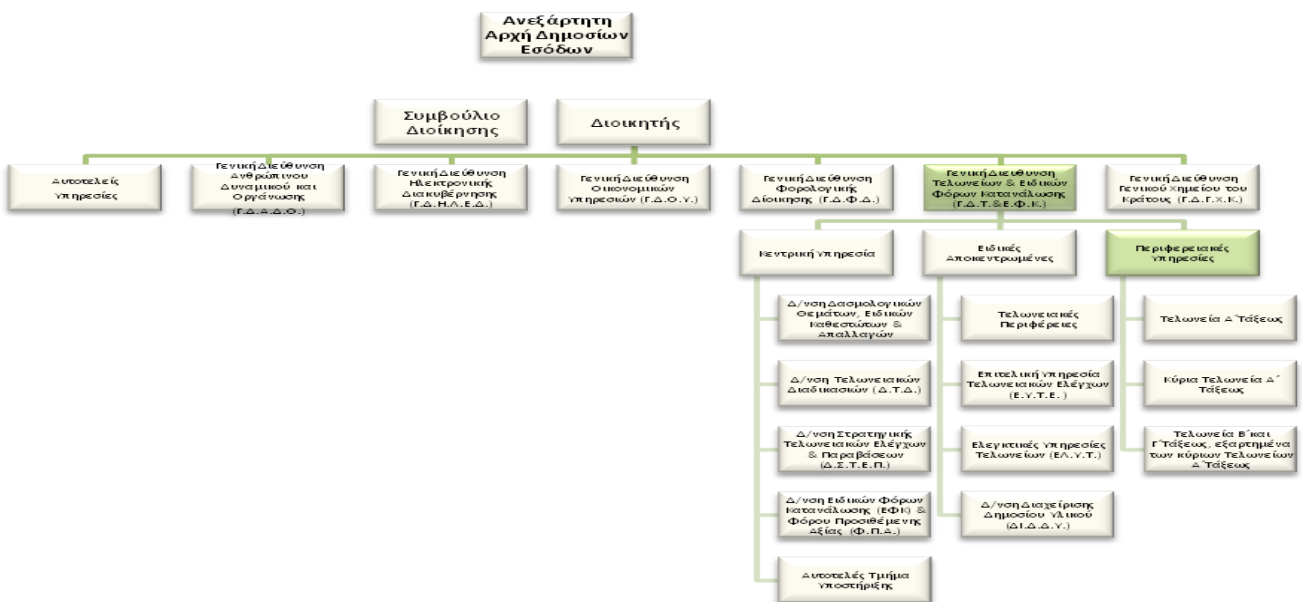 Ανεξάρτητη
Αρχή Δημοσίων
Εσόδων
Συμβούλιο
Διοίκησης
Διοικητής
Αυτοτελείς
Υπηρεσίες
Γενική Διεύθυνση
Ανθρώπινου
Δυναμικού και
Οργάνωσης
(Γ.Δ.Α.Δ.Ο.)
Γενική Διεύθυνση
Ηλεκτρονικής
Διακυβέρνησης
(Γ.Δ.Η.Λ.Ε.Δ.)
Γενική Διεύθυνση
Οικονομικών
Υπηρεσιών (Γ.Δ.Ο.Υ.)
Γενική Διεύθυνση
Φορολογικής
Διοίκησης (Γ.Δ.Φ.Δ.)
Γενική Διεύθυνση
Τελωνείων & Ειδικών
Φόρων Κατανάλωσης
(Γ.Δ.Τ.&Ε.Φ.Κ.)
Γενική Διεύθυνση
Γενικού Χημείου του
Κράτους (Γ.Δ.Γ.Χ.Κ.)
Κεντρική Υπηρεσία
Ειδικές
Αποκεντρωμένες
Περιφερειακές
Υπηρεσίες
Δ/νση Δασμολογικών
Θεμάτων, Ειδικών
Καθεστώτων &
Απαλλαγών
Δ/νση Τελωνειακών
Διαδικασιών (Δ.Τ.Δ.)
Δ/νση Στρατηγικής
Τελωνειακών Ελέγχων
& Παραβάσεων
(Δ.Σ.Τ.Ε.Π.)
Δ/νση Ειδικών Φόρων
Κατανάλωσης (ΕΦΚ) &
Φόρου Προσιθέμενης
Αξίας (Φ.Π.Α.)
Αυτοτελές Τμήμα
Υποστήριξης
Τελωνειακές
Περιφέρειες
Επιτελική Υπηρεσία
Τελωνειακών Ελέγχων
(Ε.Υ.Τ.Ε. )
Ελεγκτικές Υπηρεσίες
Τελωνείων (ΕΛ.Υ.Τ.)
Δ/νση Διαχείρισης
Δημοσίου Υλικού
(ΔΙ.Δ.Δ.Υ.)
Τελωνεία Α΄Τάξεως
Κύρια Τελωνεία Α΄
Τάξεως
Τελωνεία Β΄και
Γ΄Τάξεως, εξαρτημένα
των κύριων Τελωνείων
Α΄Τάξεως